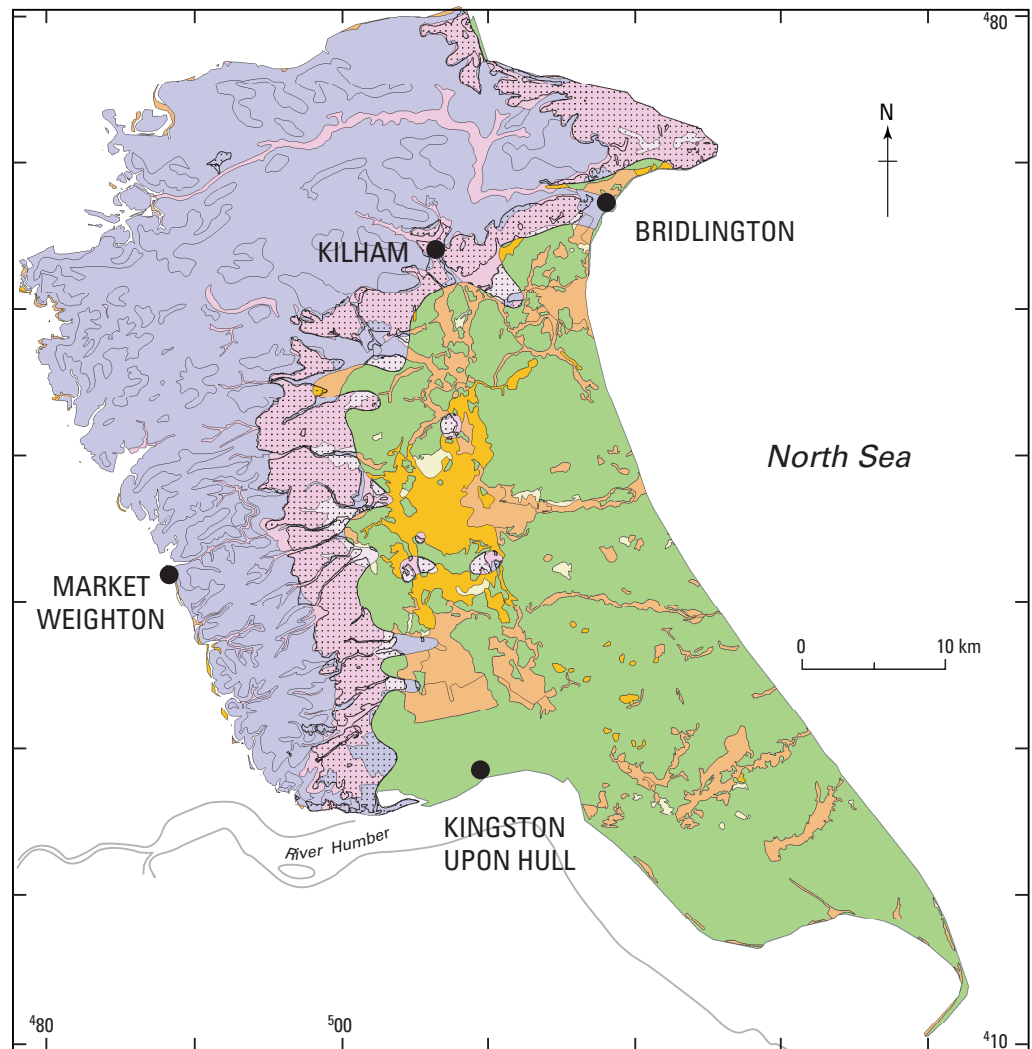 ⁴80
N
BRIDLINGTON
KILHAM
North Sea
MARKET
WEIGHTON
0 10 km
KINGSTON
UPON HULL
River Humber
⁴80
⁵00
⁴10